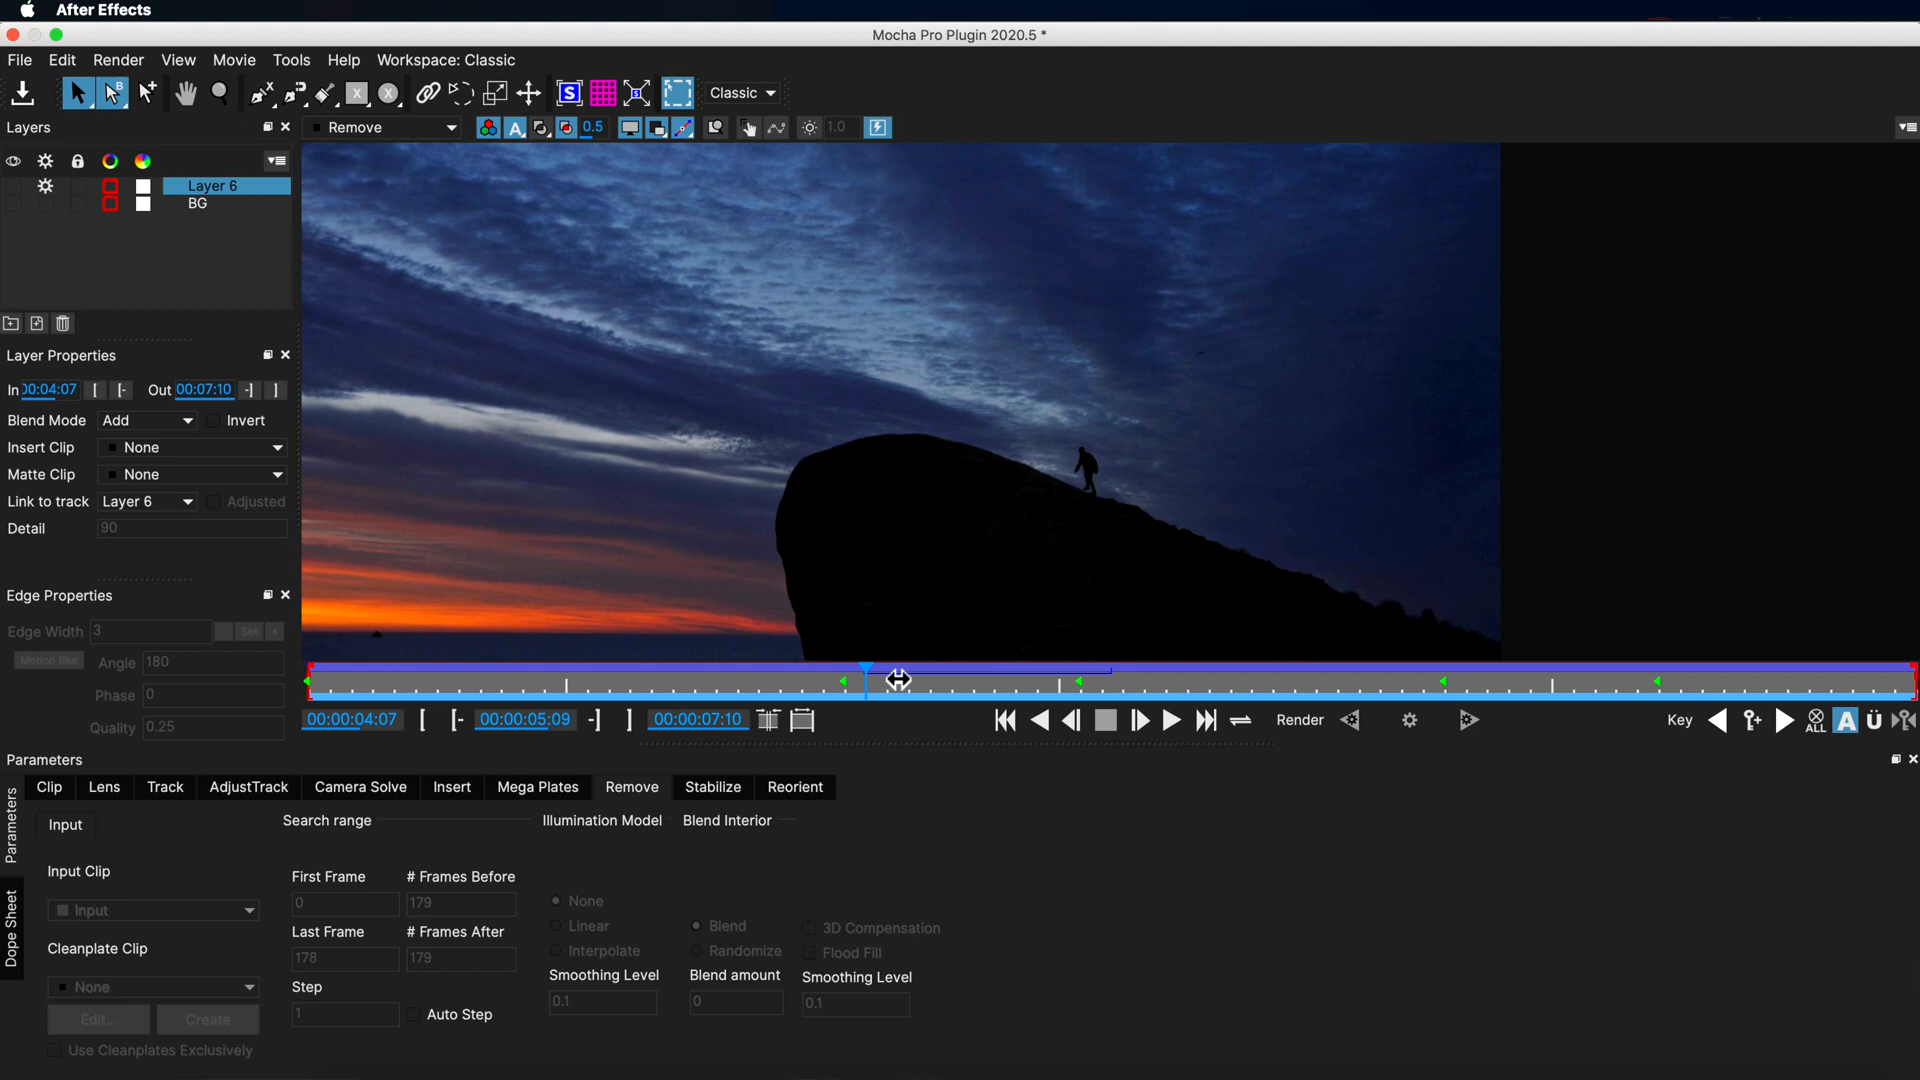 After Effects
Mocha Pro Plugin 2020.5 *
File Edit Render View Movie Tools Help Workspace: Classic
Classic
Layers
Remove
0.5
1.0
Layer 6
BG
Layer Properties
In 00:04:07 Out 00:07:10
Blend Mode Add Invert
Insert Clip None
Matte Clip None
Link to track Layer 6 Adjusted
Detail 90
Edge Properties
Edge Width 3 Set
Motion Blur Angle 180
Phase 0
Quality 0.25
00:00:04:07 00:00:05:09 00:00:07:10 Render Key ALL A Ü
Parameters
Clip Lens Track AdjustTrack Camera Solve Insert Mega Plates Remove Stabilize Reorient
Parameters
Dope Sheet
Input Search range Illumination Model Blend Interior
Input Clip
First Frame # Frames Before
Input 0 179 None
Last Frame # Frames After Linear Blend 3D Compensation
Cleanplate Clip 178 179 Interpolate Randomize Flood Fill
Step Smoothing Level Blend amount Smoothing Level
None
1 Auto Step 0.1 0 0.1
Edit... Create
Use Cleanplates Exclusively